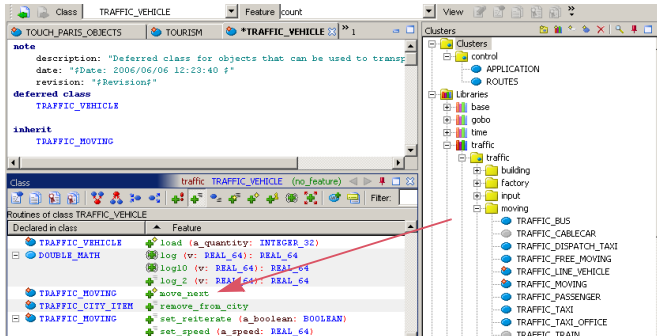 Class TRAFFIC_VEHICLE Feature count View
TOUCH_PARIS_OBJECTS TOURISM *TRAFFIC_VEHICLE 1
note
description: "Deferred class for objects that can be used to transp
date: "$Date: 2006/06/06 12:23:40 $"
revision: "$Revision$"
deferred class
TRAFFIC_VEHICLE
inherit
TRAFFIC_MOVING
Class traffic TRAFFIC_VEHICLE (no_feature)
Filter:
Routines of class TRAFFIC_VEHICLE
Declared in class Feature
TRAFFIC_VEHICLE load (a_quantity: INTEGER_32)
DOUBLE_MATH log (v: REAL_64): REAL_64
log10 (v: REAL_64): REAL_64
log_2 (v: REAL_64): REAL_64
TRAFFIC_MOVING move_next
TRAFFIC_CITY_ITEM remove_from_city
TRAFFIC_MOVING set_reiterate (a_boolean: BOOLEAN)
set_speed (a_speed: REAL_64)
Clusters
Clusters
control
APPLICATION
ROUTES
Libraries
base
gobo
time
traffic
traffic
building
factory
input
moving
TRAFFIC_BUS
TRAFFIC_CABLECAR
TRAFFIC_DISPATCH_TAXI
TRAFFIC_FREE_MOVING
TRAFFIC_LINE_VEHICLE
TRAFFIC_MOVING
TRAFFIC_PASSENGER
TRAFFIC_TAXI
TRAFFIC_TAXI_OFFICE
TRAFFIC_TRAIN